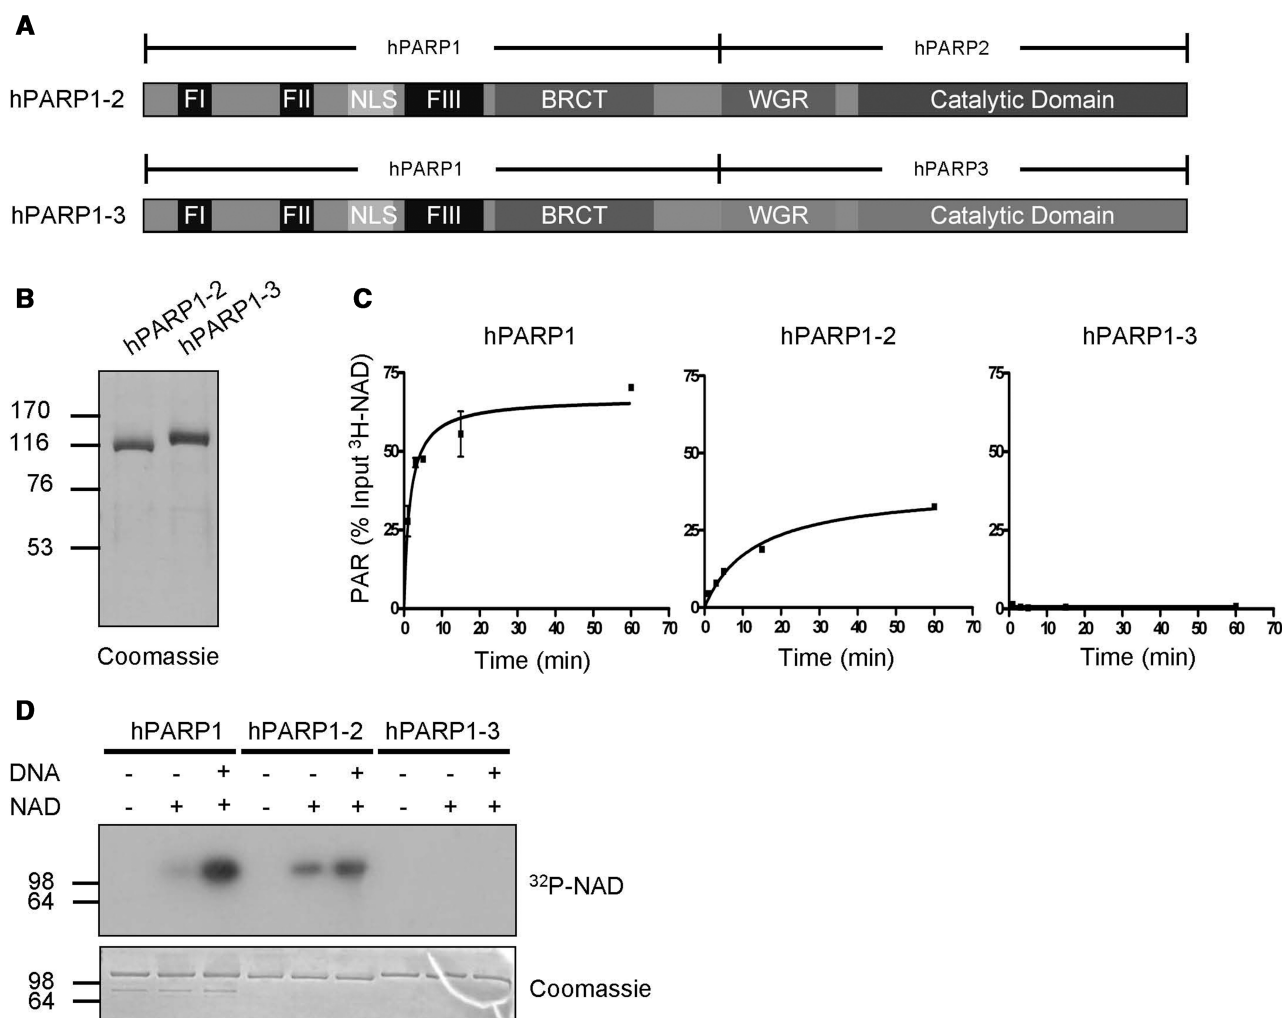 A
hPARP1 hPARP2
hPARP1-2 FI FII NLS FIII BRCT WGR Catalytic Domain
hPARP1 hPARP3
hPARP1-3 FI FII NLS FIII BRCT WGR Catalytic Domain
B
hPARP1-2
hPARP1-3
170
116
76
53
Coomassie
C
hPARP1 hPARP1-2 hPARP1-3
PAR (% Input ³H-NAD)
75 75 75
50 50 50
25 25 25
0 0 0
0 10 20 30 40 50 60 70 0 10 20 30 40 50 60 70 0 10 20 30 40 50 60 70
Time (min) Time (min) Time (min)
D
hPARP1 hPARP1-2 hPARP1-3
DNA - - + - - + - - +
NAD - + + - + + - + +
98
64
³²P-NAD
98
64
Coomassie